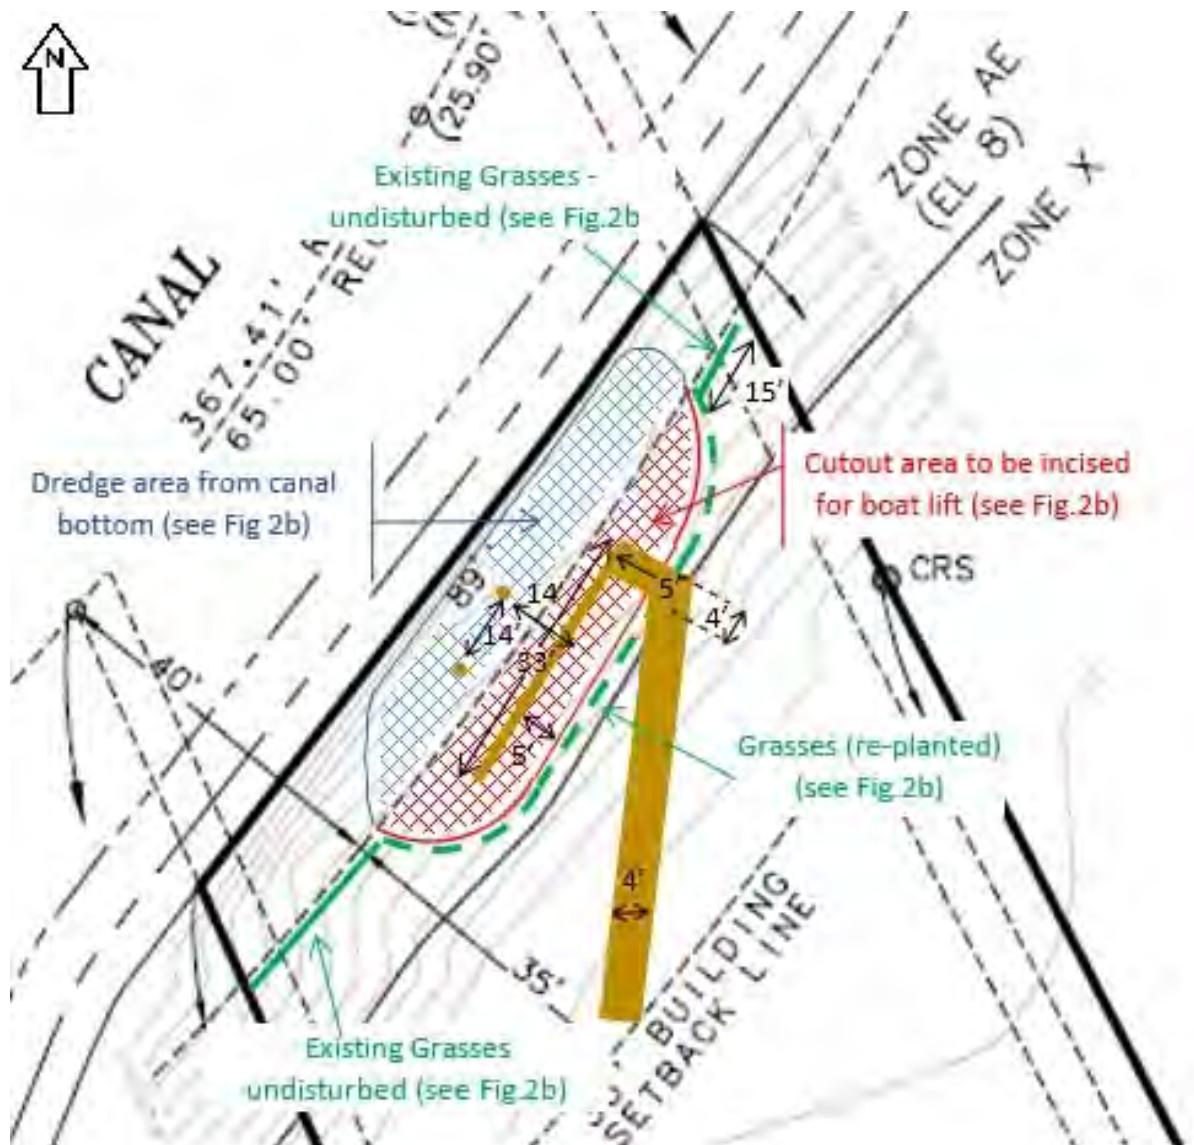 N
(25.90'
ZONE AE
(EL 8)
ZONE X
Existing Grasses -
undisturbed (see Fig.2b
CANAL
367.41'
65.00'
15'
Dredge area from canal
bottom (see Fig 2b)
Cutout area to be incised
for boat lift (see Fig.2b)
CRS
89'
14'
5'
14'
4'
33'
40'
5'
Grasses (re-planted)
(see Fig.2b)
4'
35'
BUILDING
SETBACK LINE
Existing Grasses
undisturbed (see Fig.2b)